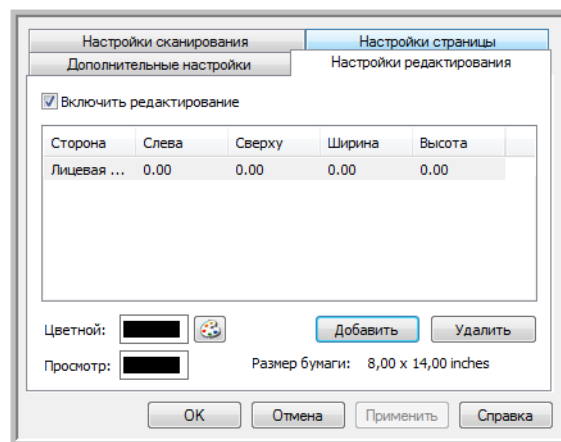 Настройки сканирования Настройки страницы
Дополнительные настройки Настройки редактирования
Включить редактирование
Сторона Слева Сверху Ширина Высота
Лицевая ... 0.00 0.00 0.00 0.00
Цветной: Добавить Удалить
Просмотр: Размер бумаги: 8,00 x 14,00 inches
OK Отмена Применить Справка